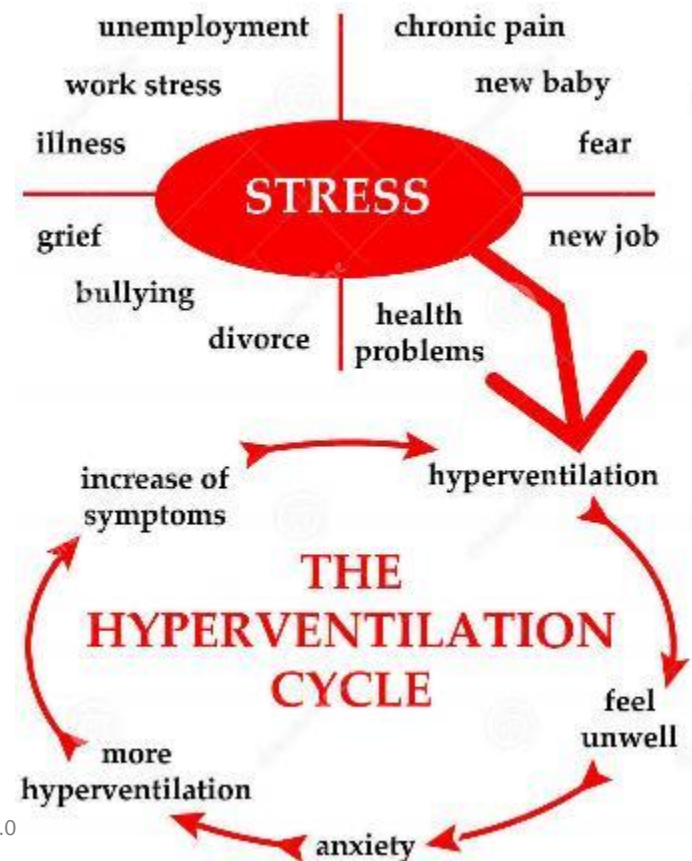 unemployment
chronic pain
work stress
new baby
illness
fear
STRESS
grief
new job
bullying
health
problems
divorce
hyperventilation
increase of
symptoms
THE
HYPERVENTILATION
CYCLE
feel
unwell
more
hyperventilation
anxiety
.0